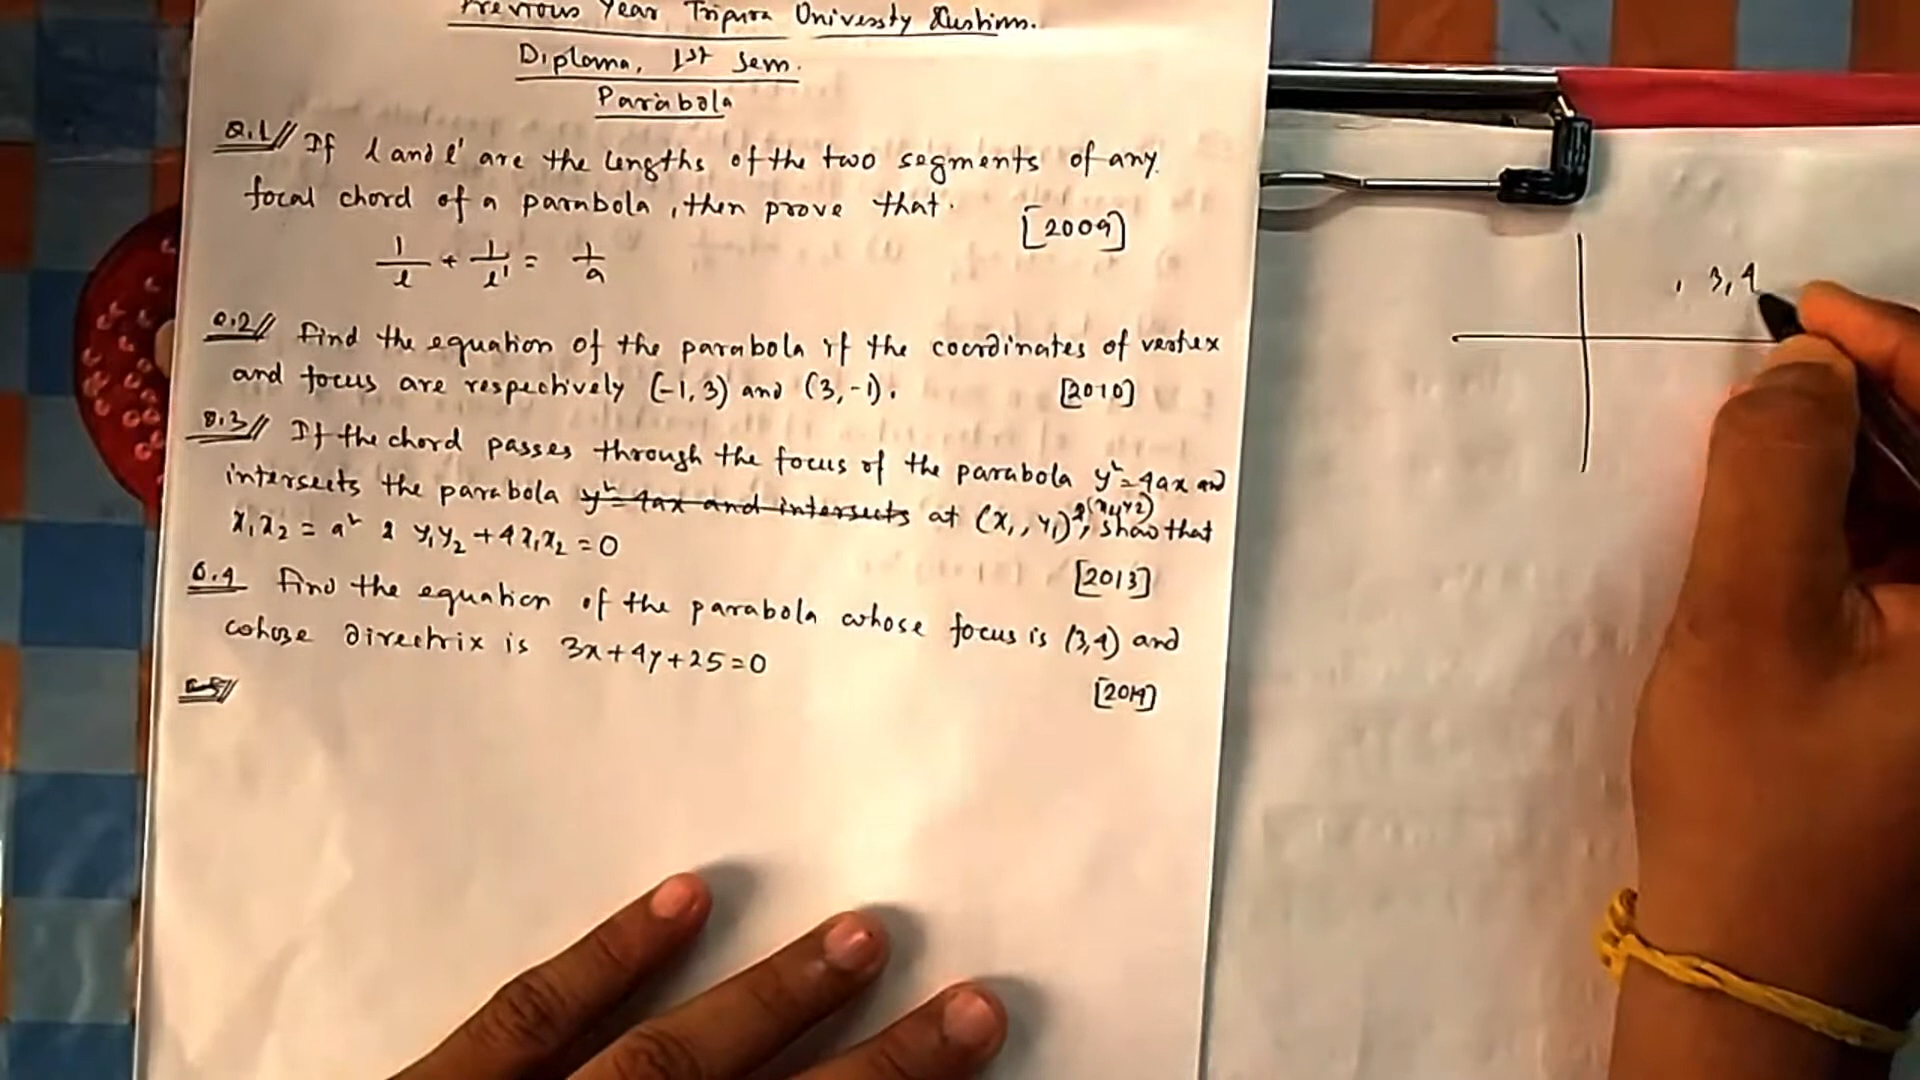 Previous Year Tripura University Qustions.
Diploma, 1st Sem.
Parabola
Q.1// If l and l' are the lengths of the two segments of any
focal chord of a parabola, then prove that.
[2009]
1/l + 1/l' = 1/a
Q.2// Find the equation of the parabola if the coordinates of vertex
and focus are respectively (-1,3) and (3,-1). [2010]
Q.3// If the chord passes through the focus of the parabola y²=4ax and
intersects the parabola y²=4ax and intersects at (x₁,y₁) & (x₂,y₂), show that
x₁x₂ = a² & y₁y₂ + 4x₁x₂ = 0
[2013]
Q.4 Find the equation of the parabola whose focus is (3,4) and
whose directrix is 3x+4y+25=0
[2014]
, 3,4